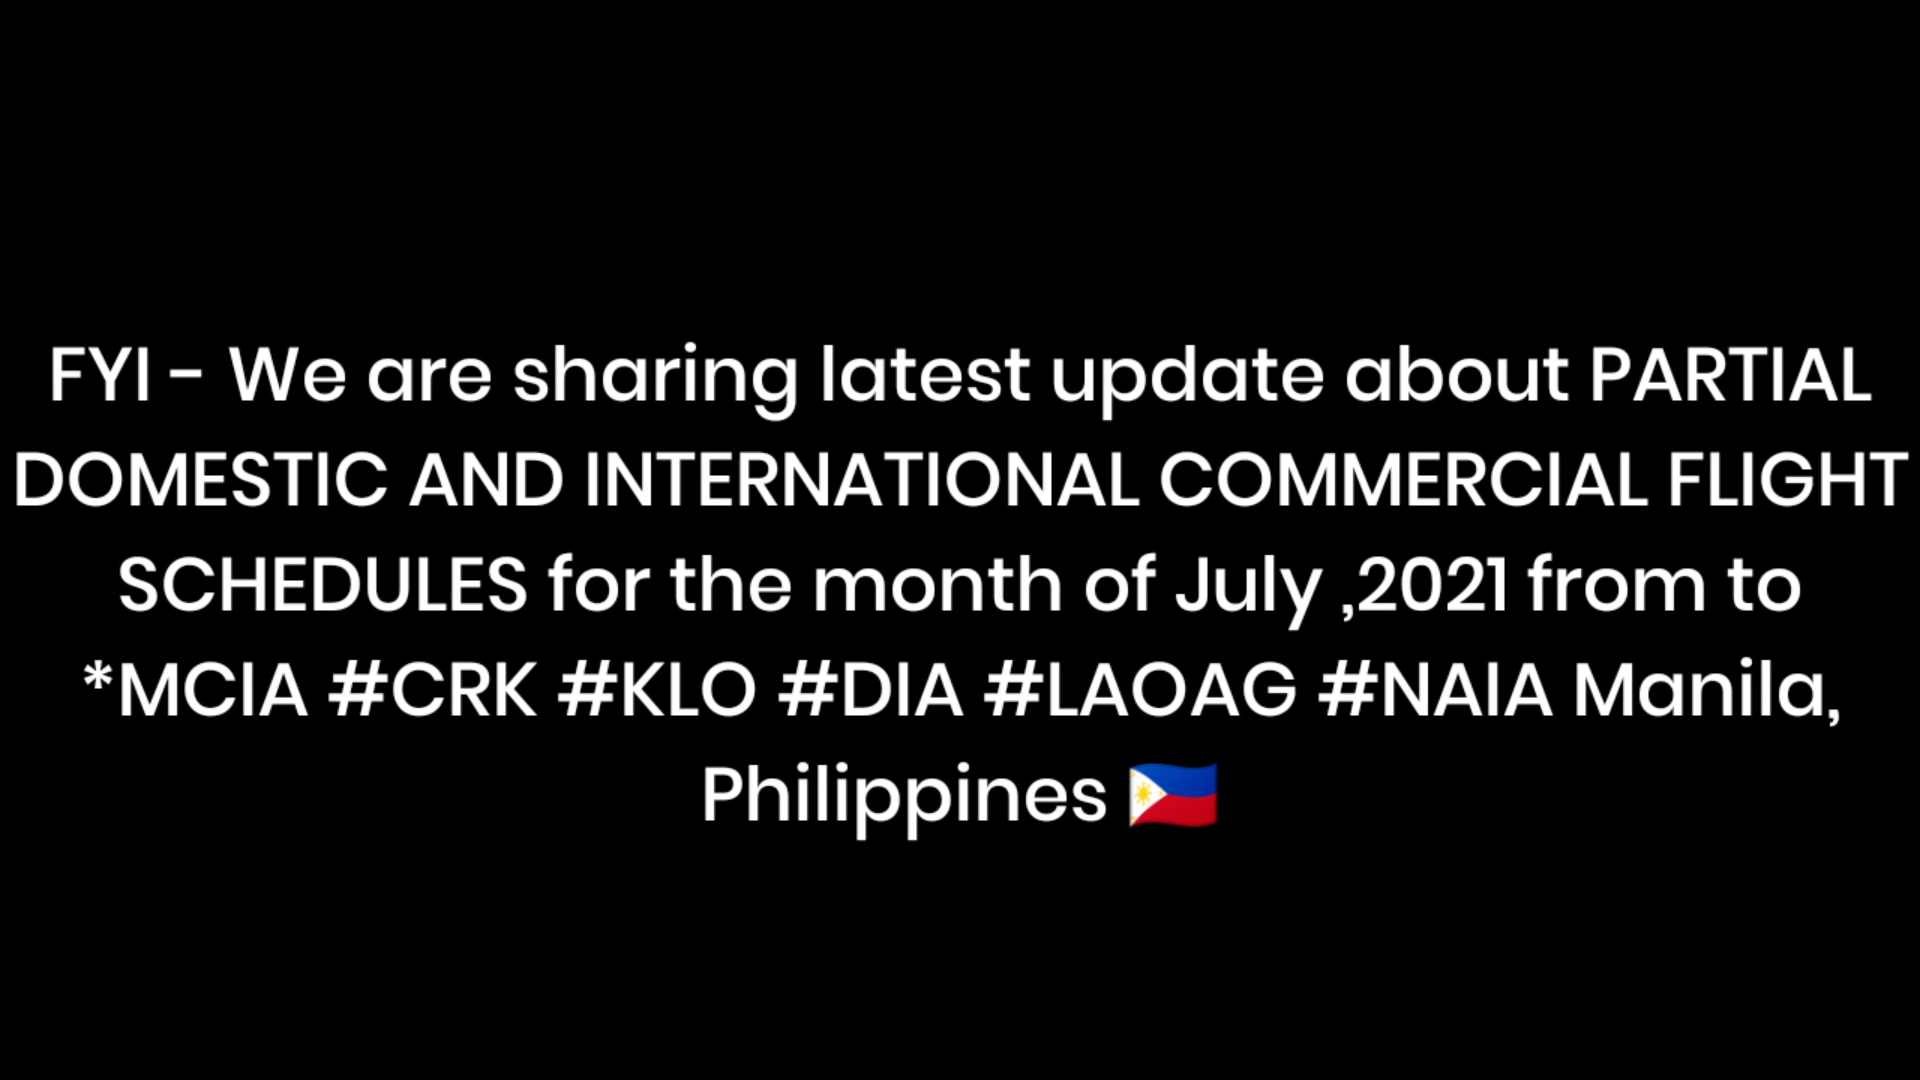 FYI - We are sharing latest update about PARTIAL
DOMESTIC AND INTERNATIONAL COMMERCIAL FLIGHT
SCHEDULES for the month of July ,2021 from to
*MCIA #CRK #KLO #DIA #LAOAG #NAIA Manila,
Philippines 🇵🇭